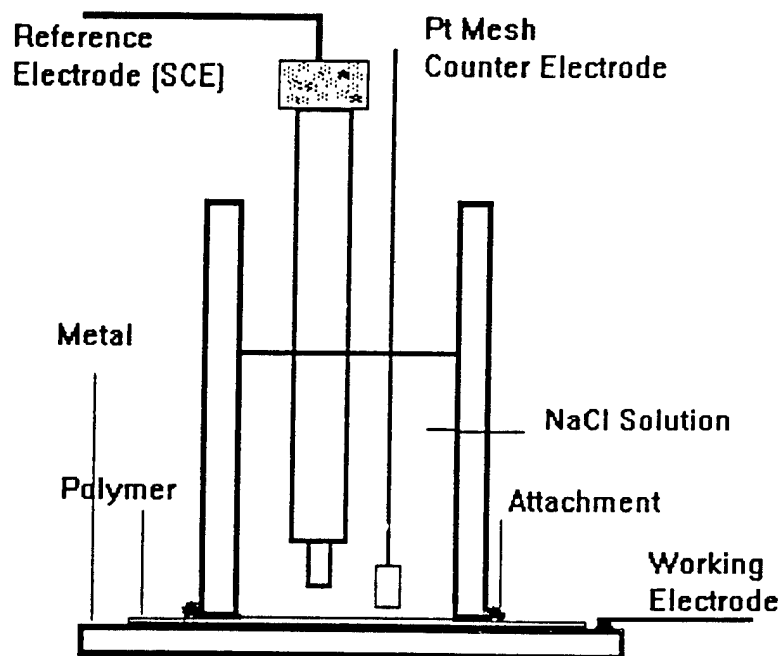 Reference
Electrode (SCE)
Pt Mesh
Counter Electrode
Metal
NaCl Solution
Polymer
Attachment
Working
Electrode